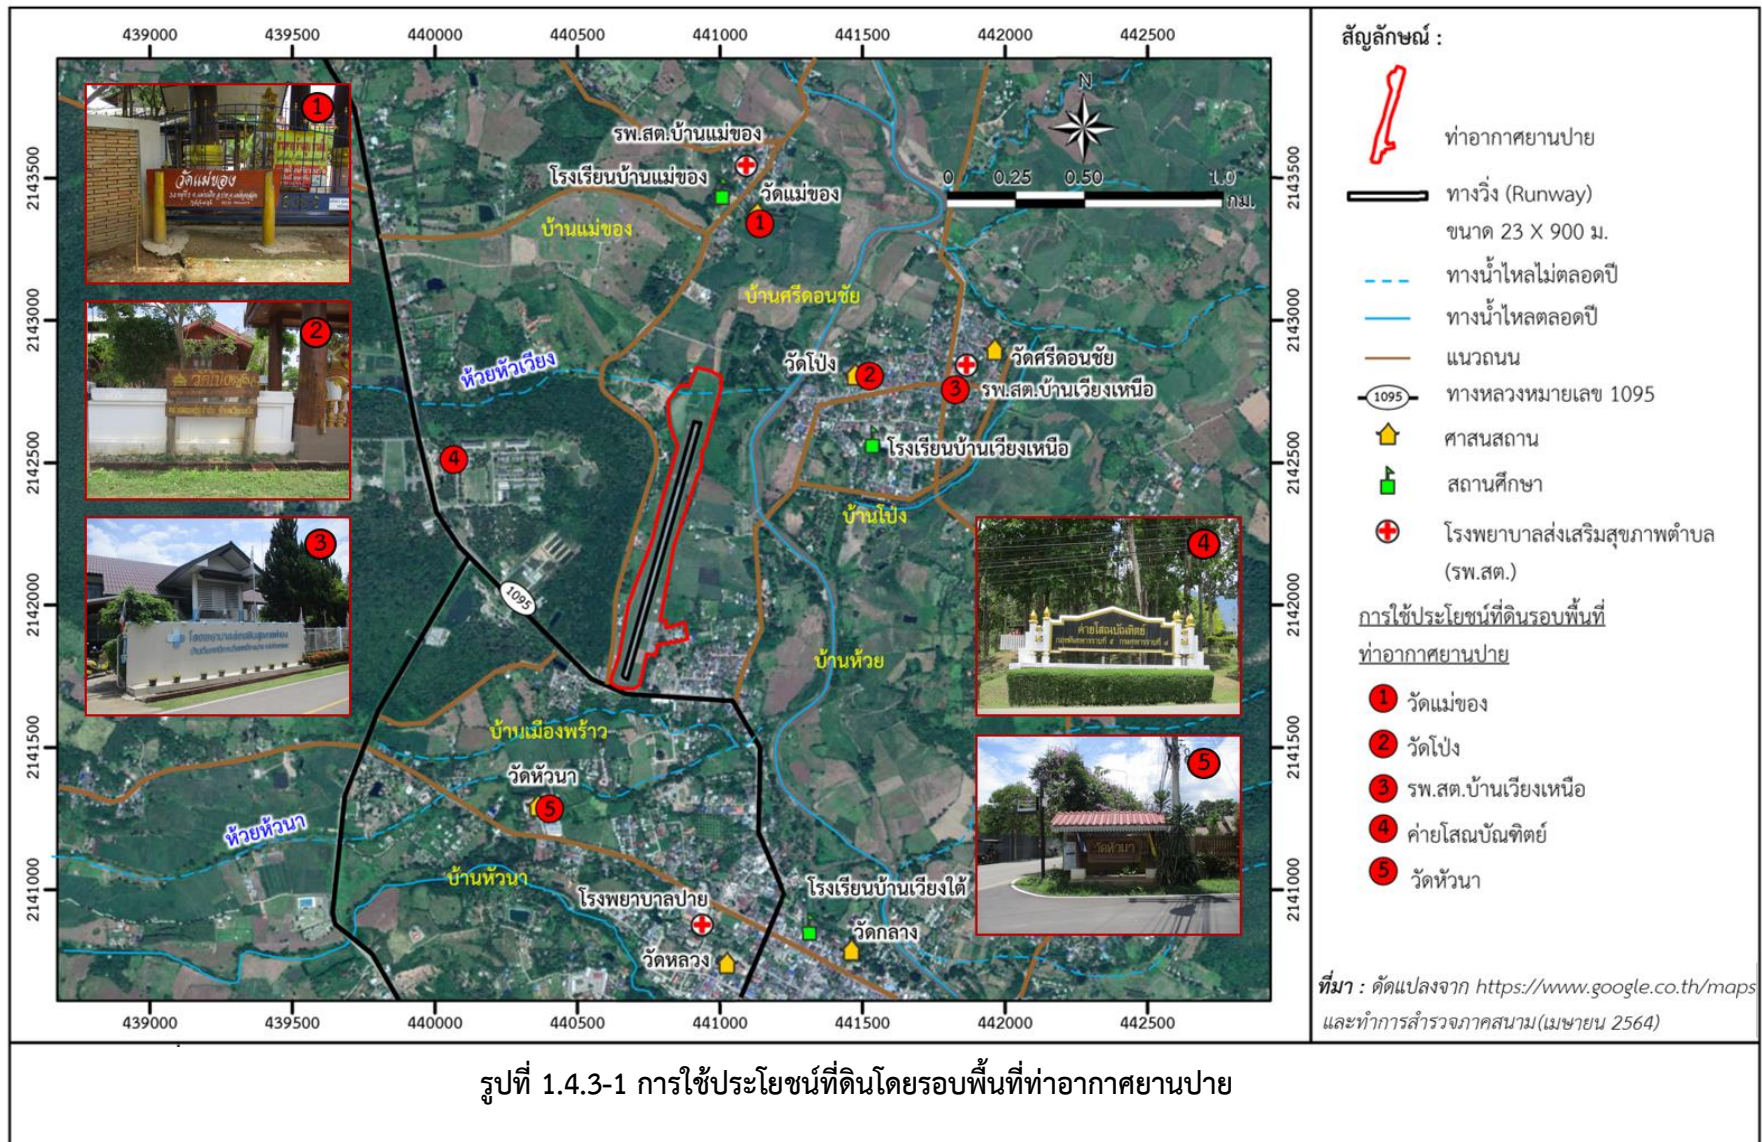 439000 439500 440000 440500 441000 441500 442000 442500
2143500
2143000
2142500
2142000
2141500
2141000
1
วัดแม่ของ
2
3
รพ.สต.บ้านแม่ของ
โรงเรียนบ้านแม่ของ
วัดแม่ของ
1
บ้านแม่ของ
N
0 0.25 0.50 1.0
กม.
บ้านศรีดอนชัย
ห้วยหัวเวียง
วัดโป่ง
2
วัดศรีดอนชัย
3
รพ.สต.บ้านเวียงเหนือ
โรงเรียนบ้านเวียงเหนือ
4
บ้านโป่ง
1095
บ้านห้วย
4
ค่ายโสณบัณฑิตย์
บ้านเมืองพร้าว
วัดหัวนา
5
ห้วยหัวนา
5
วัดหัวนา
บ้านหัวนา
โรงพยาบาลปาย
โรงเรียนบ้านเวียงใต้
วัดกลาง
วัดหลวง
2143500
2143000
2142500
2142000
2141500
2141000
439000 439500 440000 440500 441000 441500 442000 442500
สัญลักษณ์ :
ท่าอากาศยานปาย
ทางวิ่ง (Runway)
ขนาด 23 X 900 ม.
ทางน้ำไหลไม่ตลอดปี
ทางน้ำไหลตลอดปี
แนวถนน
1095 ทางหลวงหมายเลข 1095
ศาสนสถาน
สถานศึกษา
โรงพยาบาลส่งเสริมสุขภาพตำบล
(รพ.สต.)
การใช้ประโยชน์ที่ดินรอบพื้นที่
ท่าอากาศยานปาย
1 วัดแม่ของ
2 วัดโป่ง
3 รพ.สต.บ้านเวียงเหนือ
4 ค่ายโสณบัณฑิตย์
5 วัดหัวนา
ที่มา : ดัดแปลงจาก https://www.google.co.th/maps
และทำการสำรวจภาคสนาม(เมษายน 2564)
รูปที่ 1.4.3-1 การใช้ประโยชน์ที่ดินโดยรอบพื้นที่ท่าอากาศยานปาย